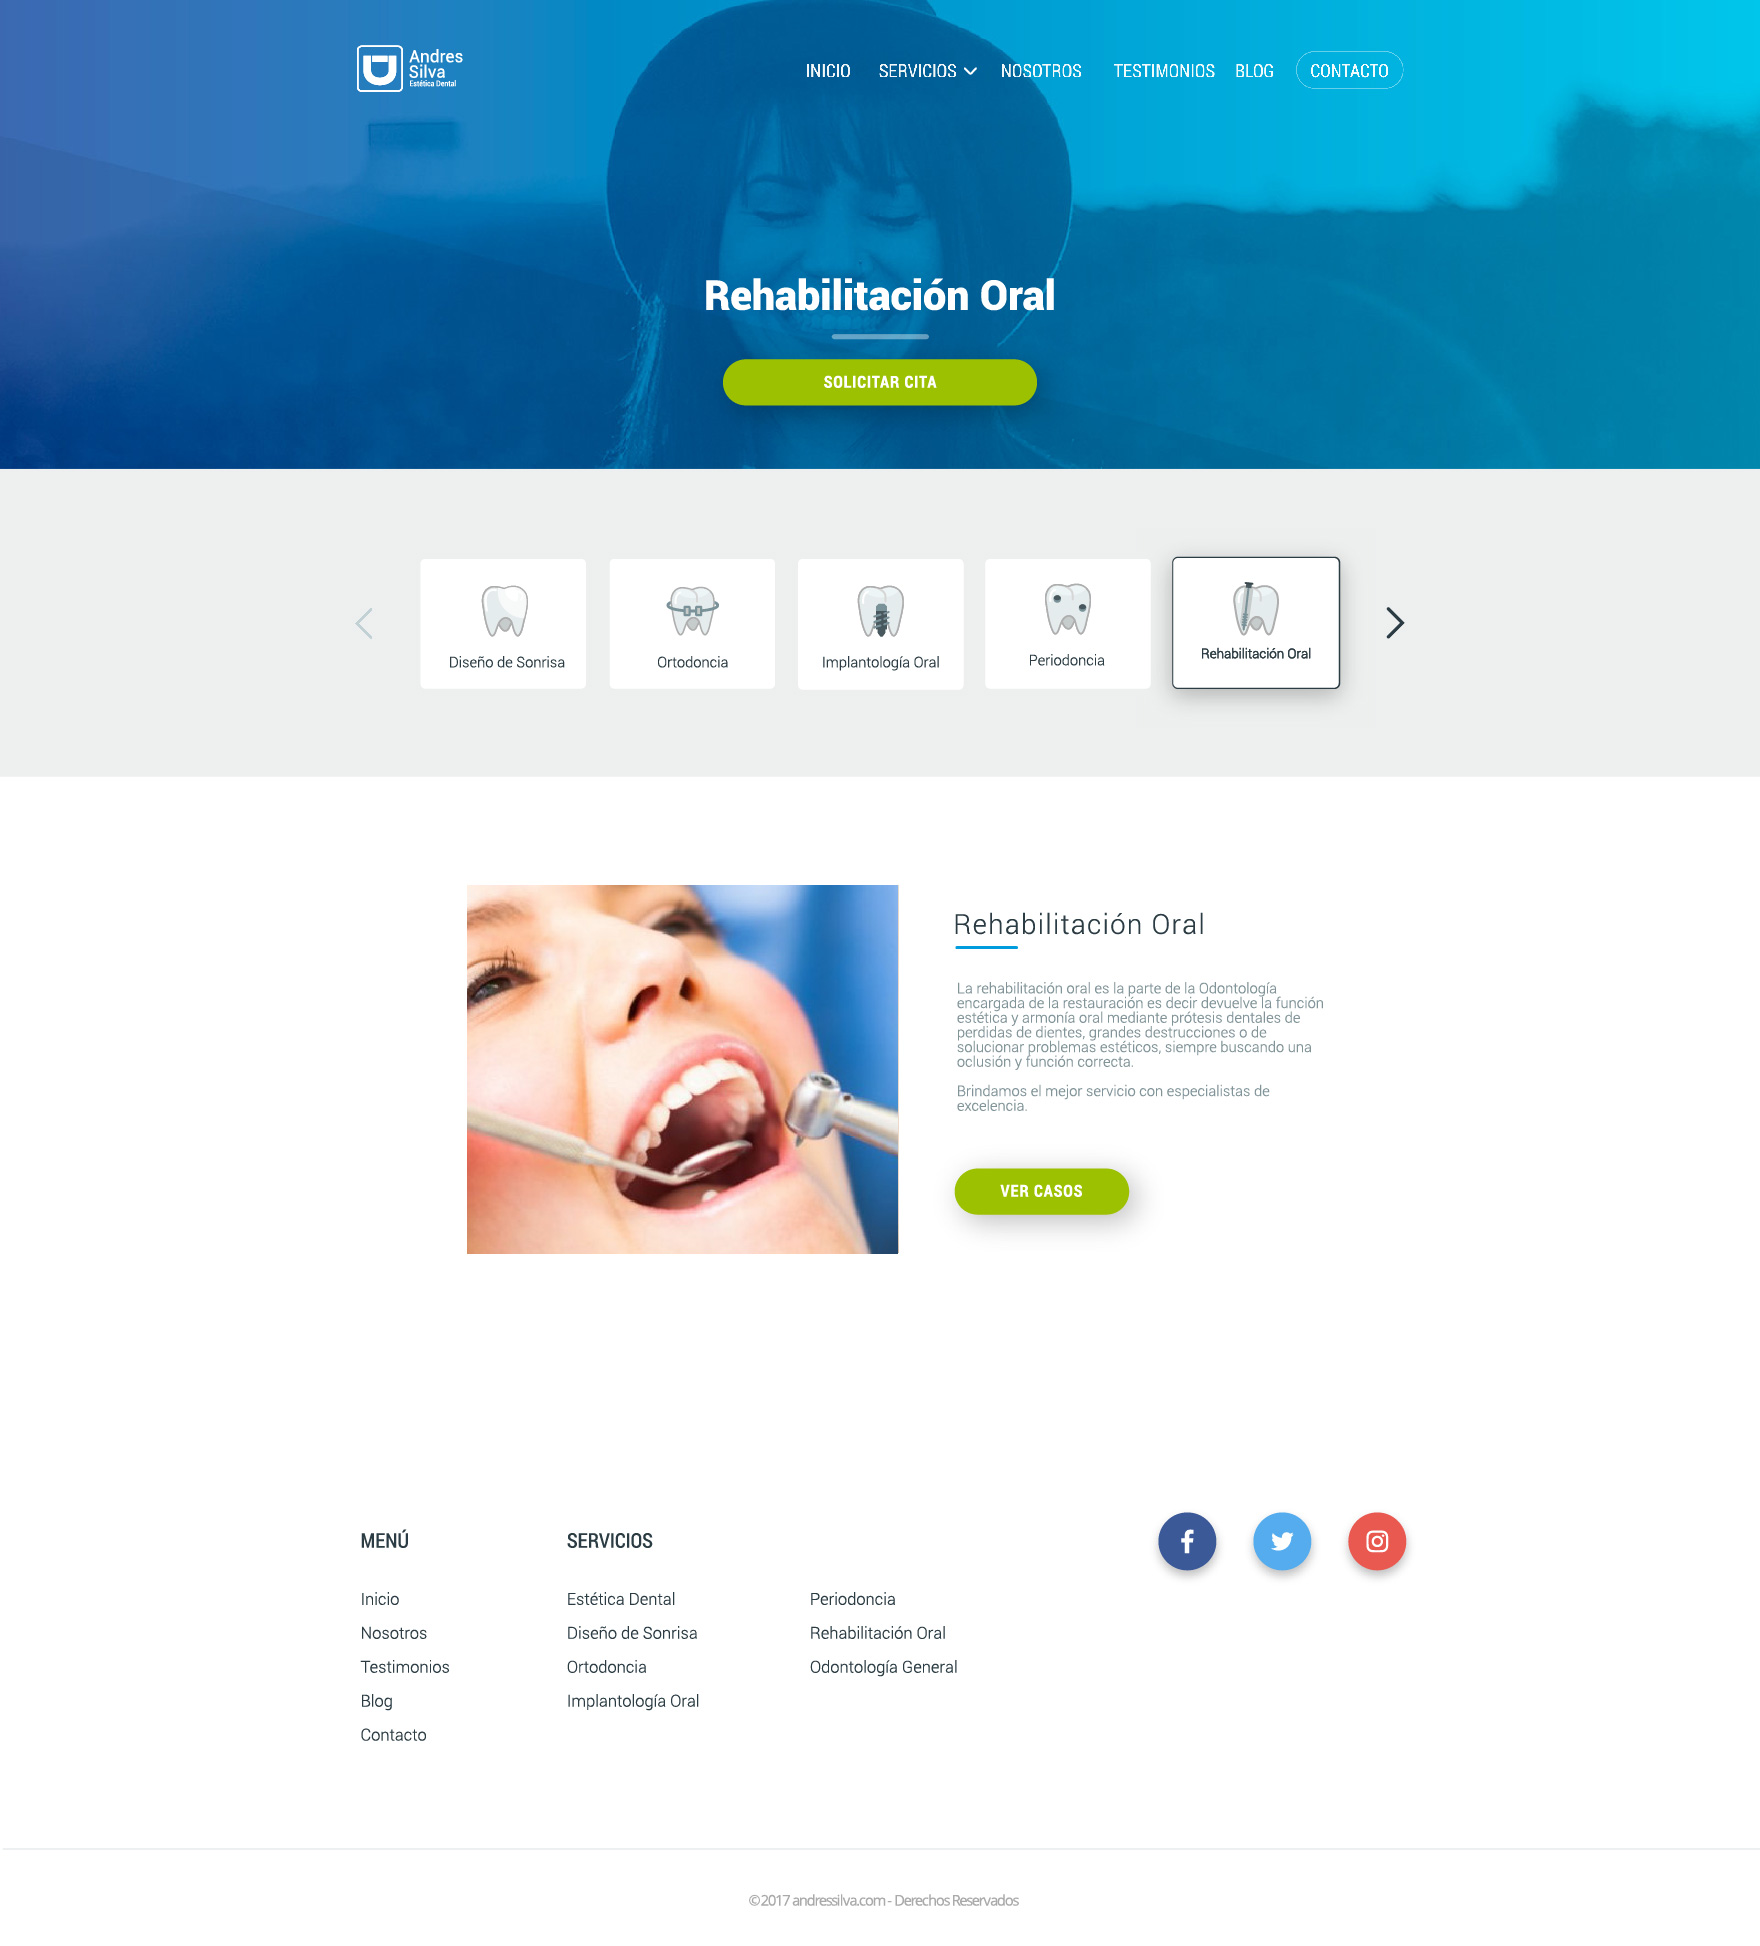 Andres
Silva
Estética Dental
INICIO SERVICIOS NOSOTROS TESTIMONIOS BLOG CONTACTO
Rehabilitación Oral
SOLICITAR CITA
Diseño de Sonrisa
Ortodoncia
Implantología Oral
Periodoncia
Rehabilitación Oral
Rehabilitación Oral
La rehabilitación oral es la parte de la Odontología
encargada de la restauración es decir devuelve la función
estética y armonía oral mediante prótesis dentales de
perdidas de dientes, grandes destrucciones o de
solucionar problemas estéticos, siempre buscando una
oclusión y función correcta.
Brindamos el mejor servicio con especialistas de
excelencia.
VER CASOS
MENÚ
Inicio
Nosotros
Testimonios
Blog
Contacto
SERVICIOS
Estética Dental
Diseño de Sonrisa
Ortodoncia
Implantología Oral
Periodoncia
Rehabilitación Oral
Odontología General
©2017 andressilva.com - Derechos Reservados